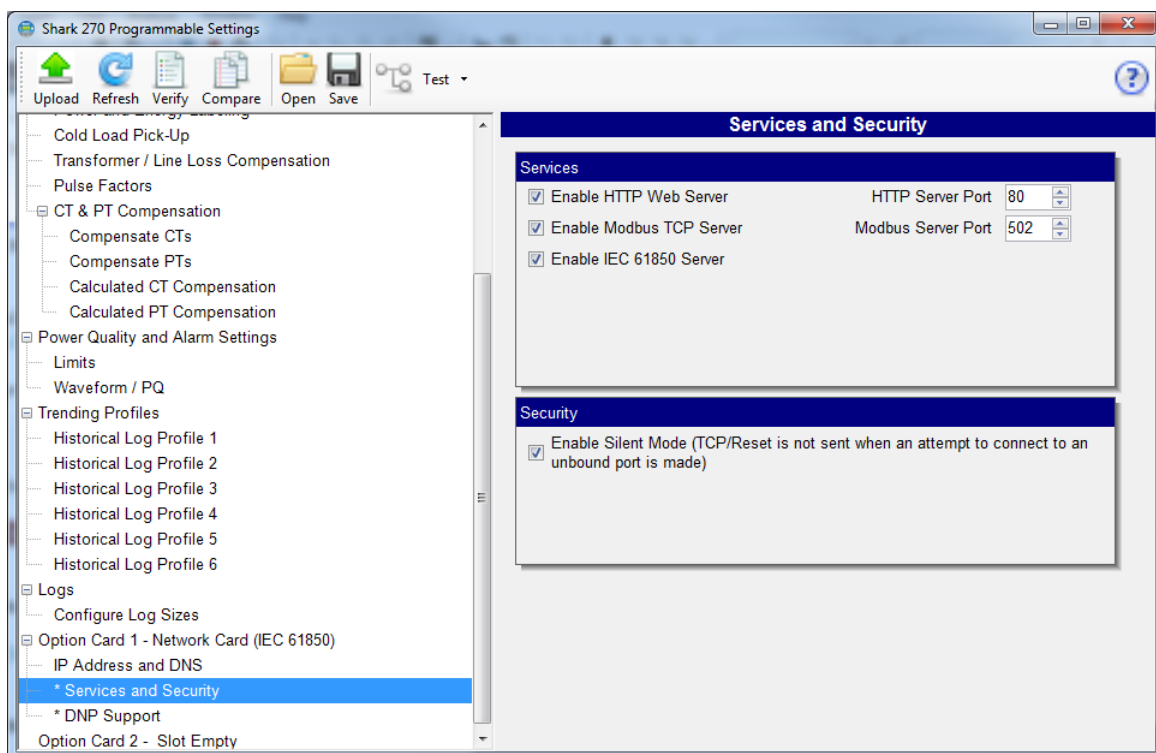 Shark 270 Programmable Settings
Upload Refresh Verify Compare Open Save Test
Power and Energy Labeling
Cold Load Pick-Up
Transformer / Line Loss Compensation
Pulse Factors
CT & PT Compensation
Compensate CTs
Compensate PTs
Calculated CT Compensation
Calculated PT Compensation
Power Quality and Alarm Settings
Limits
Waveform / PQ
Trending Profiles
Historical Log Profile 1
Historical Log Profile 2
Historical Log Profile 3
Historical Log Profile 4
Historical Log Profile 5
Historical Log Profile 6
Logs
Configure Log Sizes
Option Card 1 - Network Card (IEC 61850)
IP Address and DNS
* Services and Security
* DNP Support
Option Card 2 - Slot Empty
Services and Security
Services
Enable HTTP Web Server HTTP Server Port 80
Enable Modbus TCP Server Modbus Server Port 502
Enable IEC 61850 Server
Security
Enable Silent Mode (TCP/Reset is not sent when an attempt to connect to an
unbound port is made)